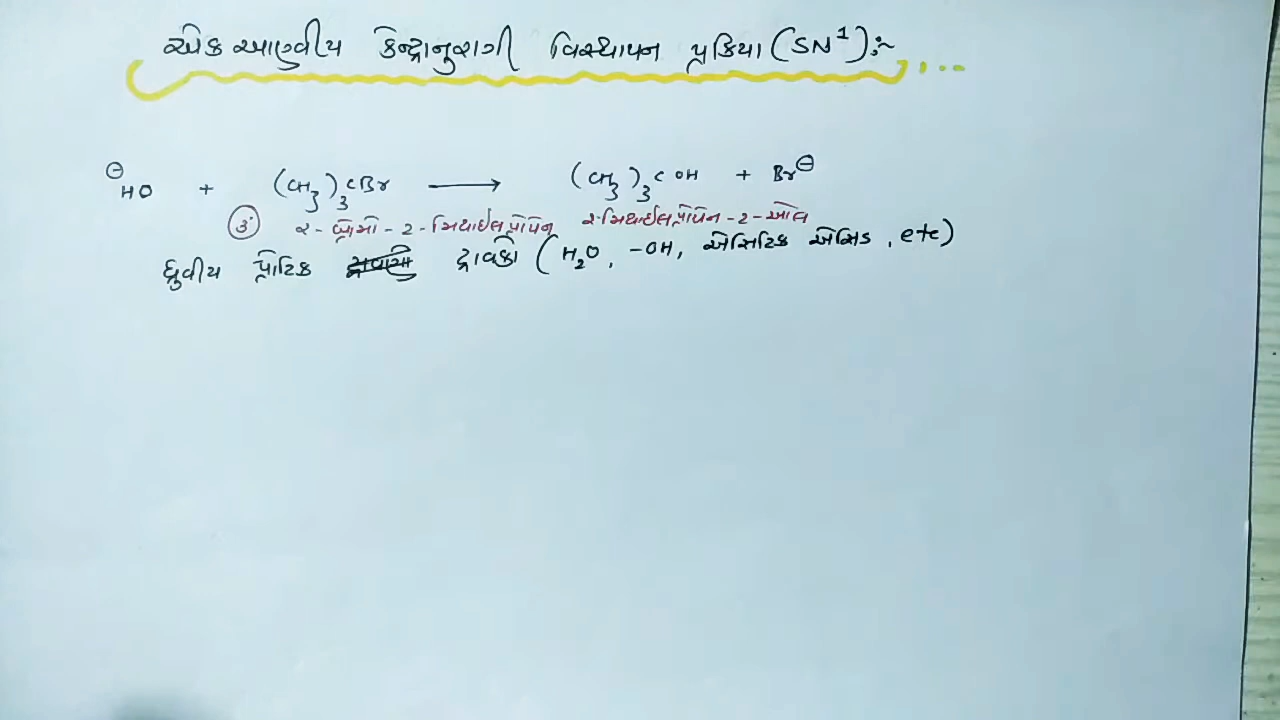 એક આણ્વીય કેન્દ્રાનુરાગી વિસ્થાપન પ્રક્રિયા (SN¹):~ ...
⊖HO + (CH₃)₃CBr ⟶ (CH₃)₃COH + Br⊖
3° ૨-બ્રોમો-2-મિથાઈલપ્રોપેન ૨-મિથાઈલપ્રોપેન-2-ઓલ
ધ્રુવીય પ્રોટિક દ્રાવકો (H₂O, -OH, એસિટિક એસિડ, etc)